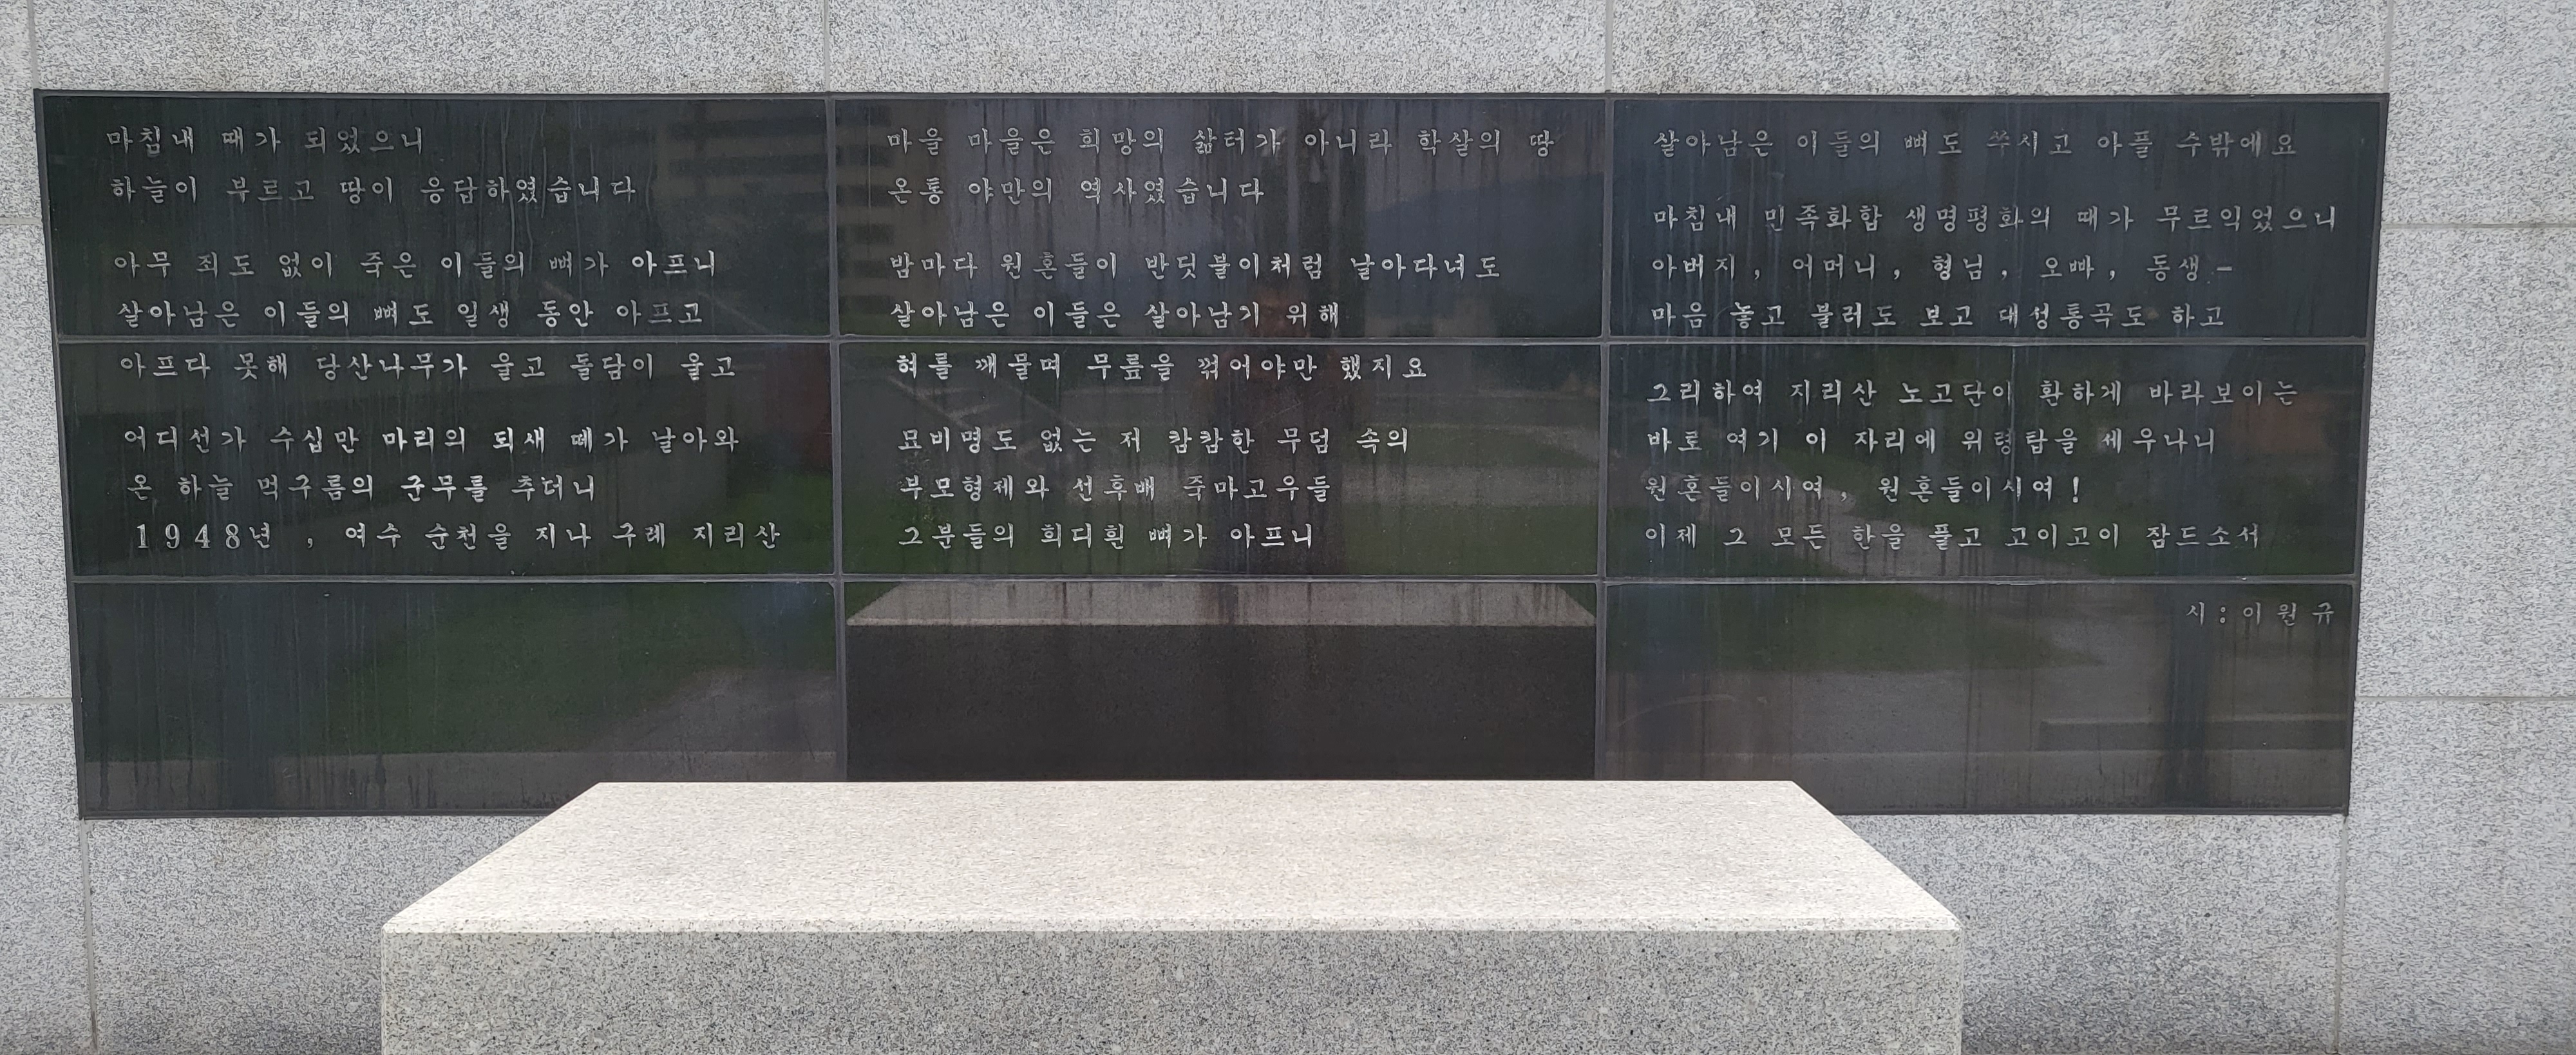 마침내 때가 되었으니
하늘이 부르고 땅이 응답하였습니다
아무 죄도 없이 죽은 이들의 뼈가 아프니
살아남은 이들의 뼈도 일생 동안 아프고
아프다 못해 당산나무가 울고 돌담이 울고
어디선가 수십만 마리의 되새 떼가 날아와
온 하늘 먹구름의 군무를 추더니
1948년 , 여수 순천을 지나 구례 지리산
마을 마을은 희망의 삶터가 아니라 학살의 땅
온통 야만의 역사였습니다
밤마다 원혼들이 반딧불이처럼 날아다녀도
살아남은 이들은 살아남기 위해
혀를 깨물며 무릎을 꺾어야만 했지요
묘비명도 없는 저 캄캄한 무덤 속의
부모형제와 선후배 죽마고우들
그분들의 희디흰 뼈가 아프니
살아남은 이들의 뼈도 쑤시고 아플 수밖에요
마침내 민족화합 생명평화의 때가 무르익었으니
아버지, 어머니, 형님, 오빠, 동생-
마음 놓고 불러도 보고 대성통곡도 하고
그리하여 지리산 노고단이 환하게 바라보이는
바로 여기 이 자리에 위령탑을 세우나니
원혼들이시여, 원혼들이시여!
이제 그 모든 한을 풀고 고이고이 잠드소서
시:이원규